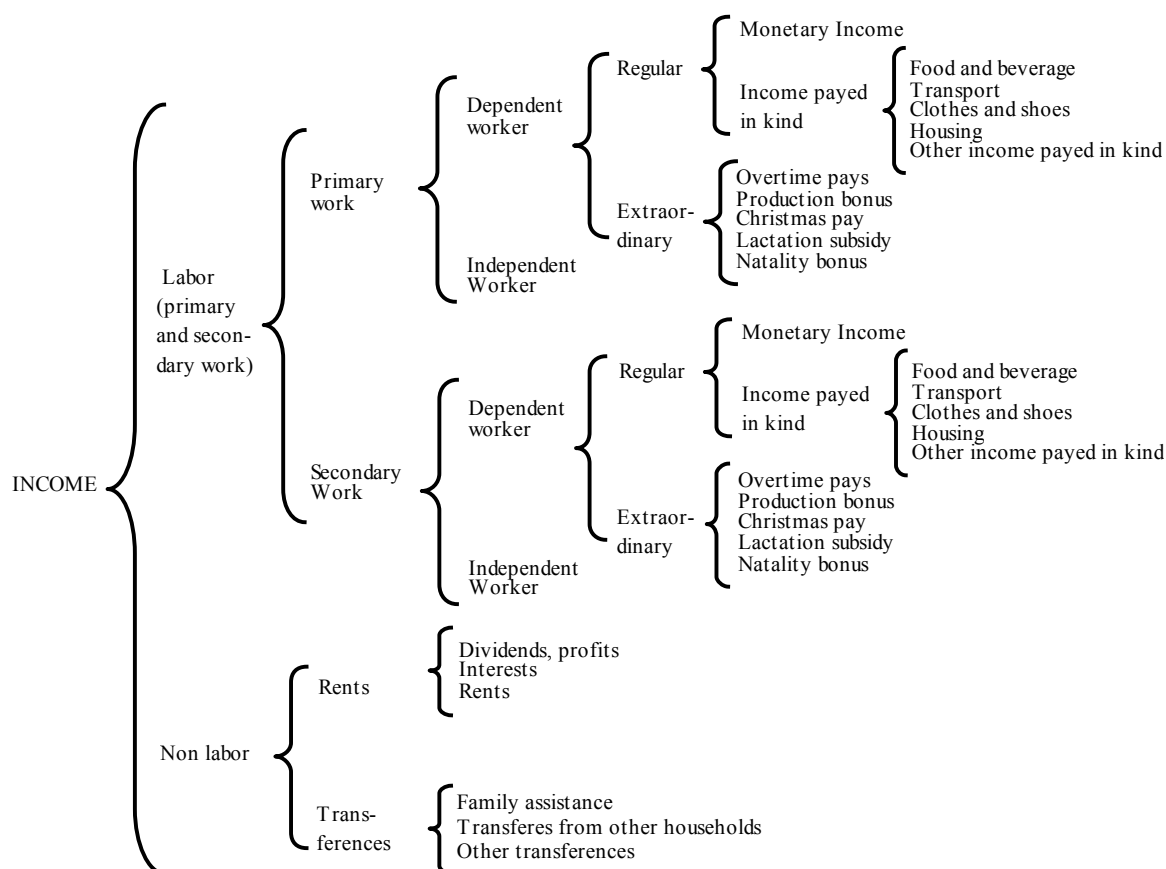 Monetary Income
Regular
Income payed
in kind
Food and beverage
Transport
Clothes and shoes
Housing
Other income payed in kind
Dependent
worker
Extraor-
dinary
Overtime pays
Production bonus
Christmas pay
Lactation subsidy
Natality bonus
Primary
work
Independent
Worker
Labor
(primary
and secon-
dary work)
Monetary Income
Regular
Income payed
in kind
Food and beverage
Transport
Clothes and shoes
Housing
Other income payed in kind
Dependent
worker
Extraor-
dinary
Overtime pays
Production bonus
Christmas pay
Lactation subsidy
Natality bonus
Secondary
Work
Independent
Worker
INCOME
Dividends, profits
Interests
Rents
Rents
Non labor
Trans-
ferences
Family assistance
Transferes from other households
Other transferences